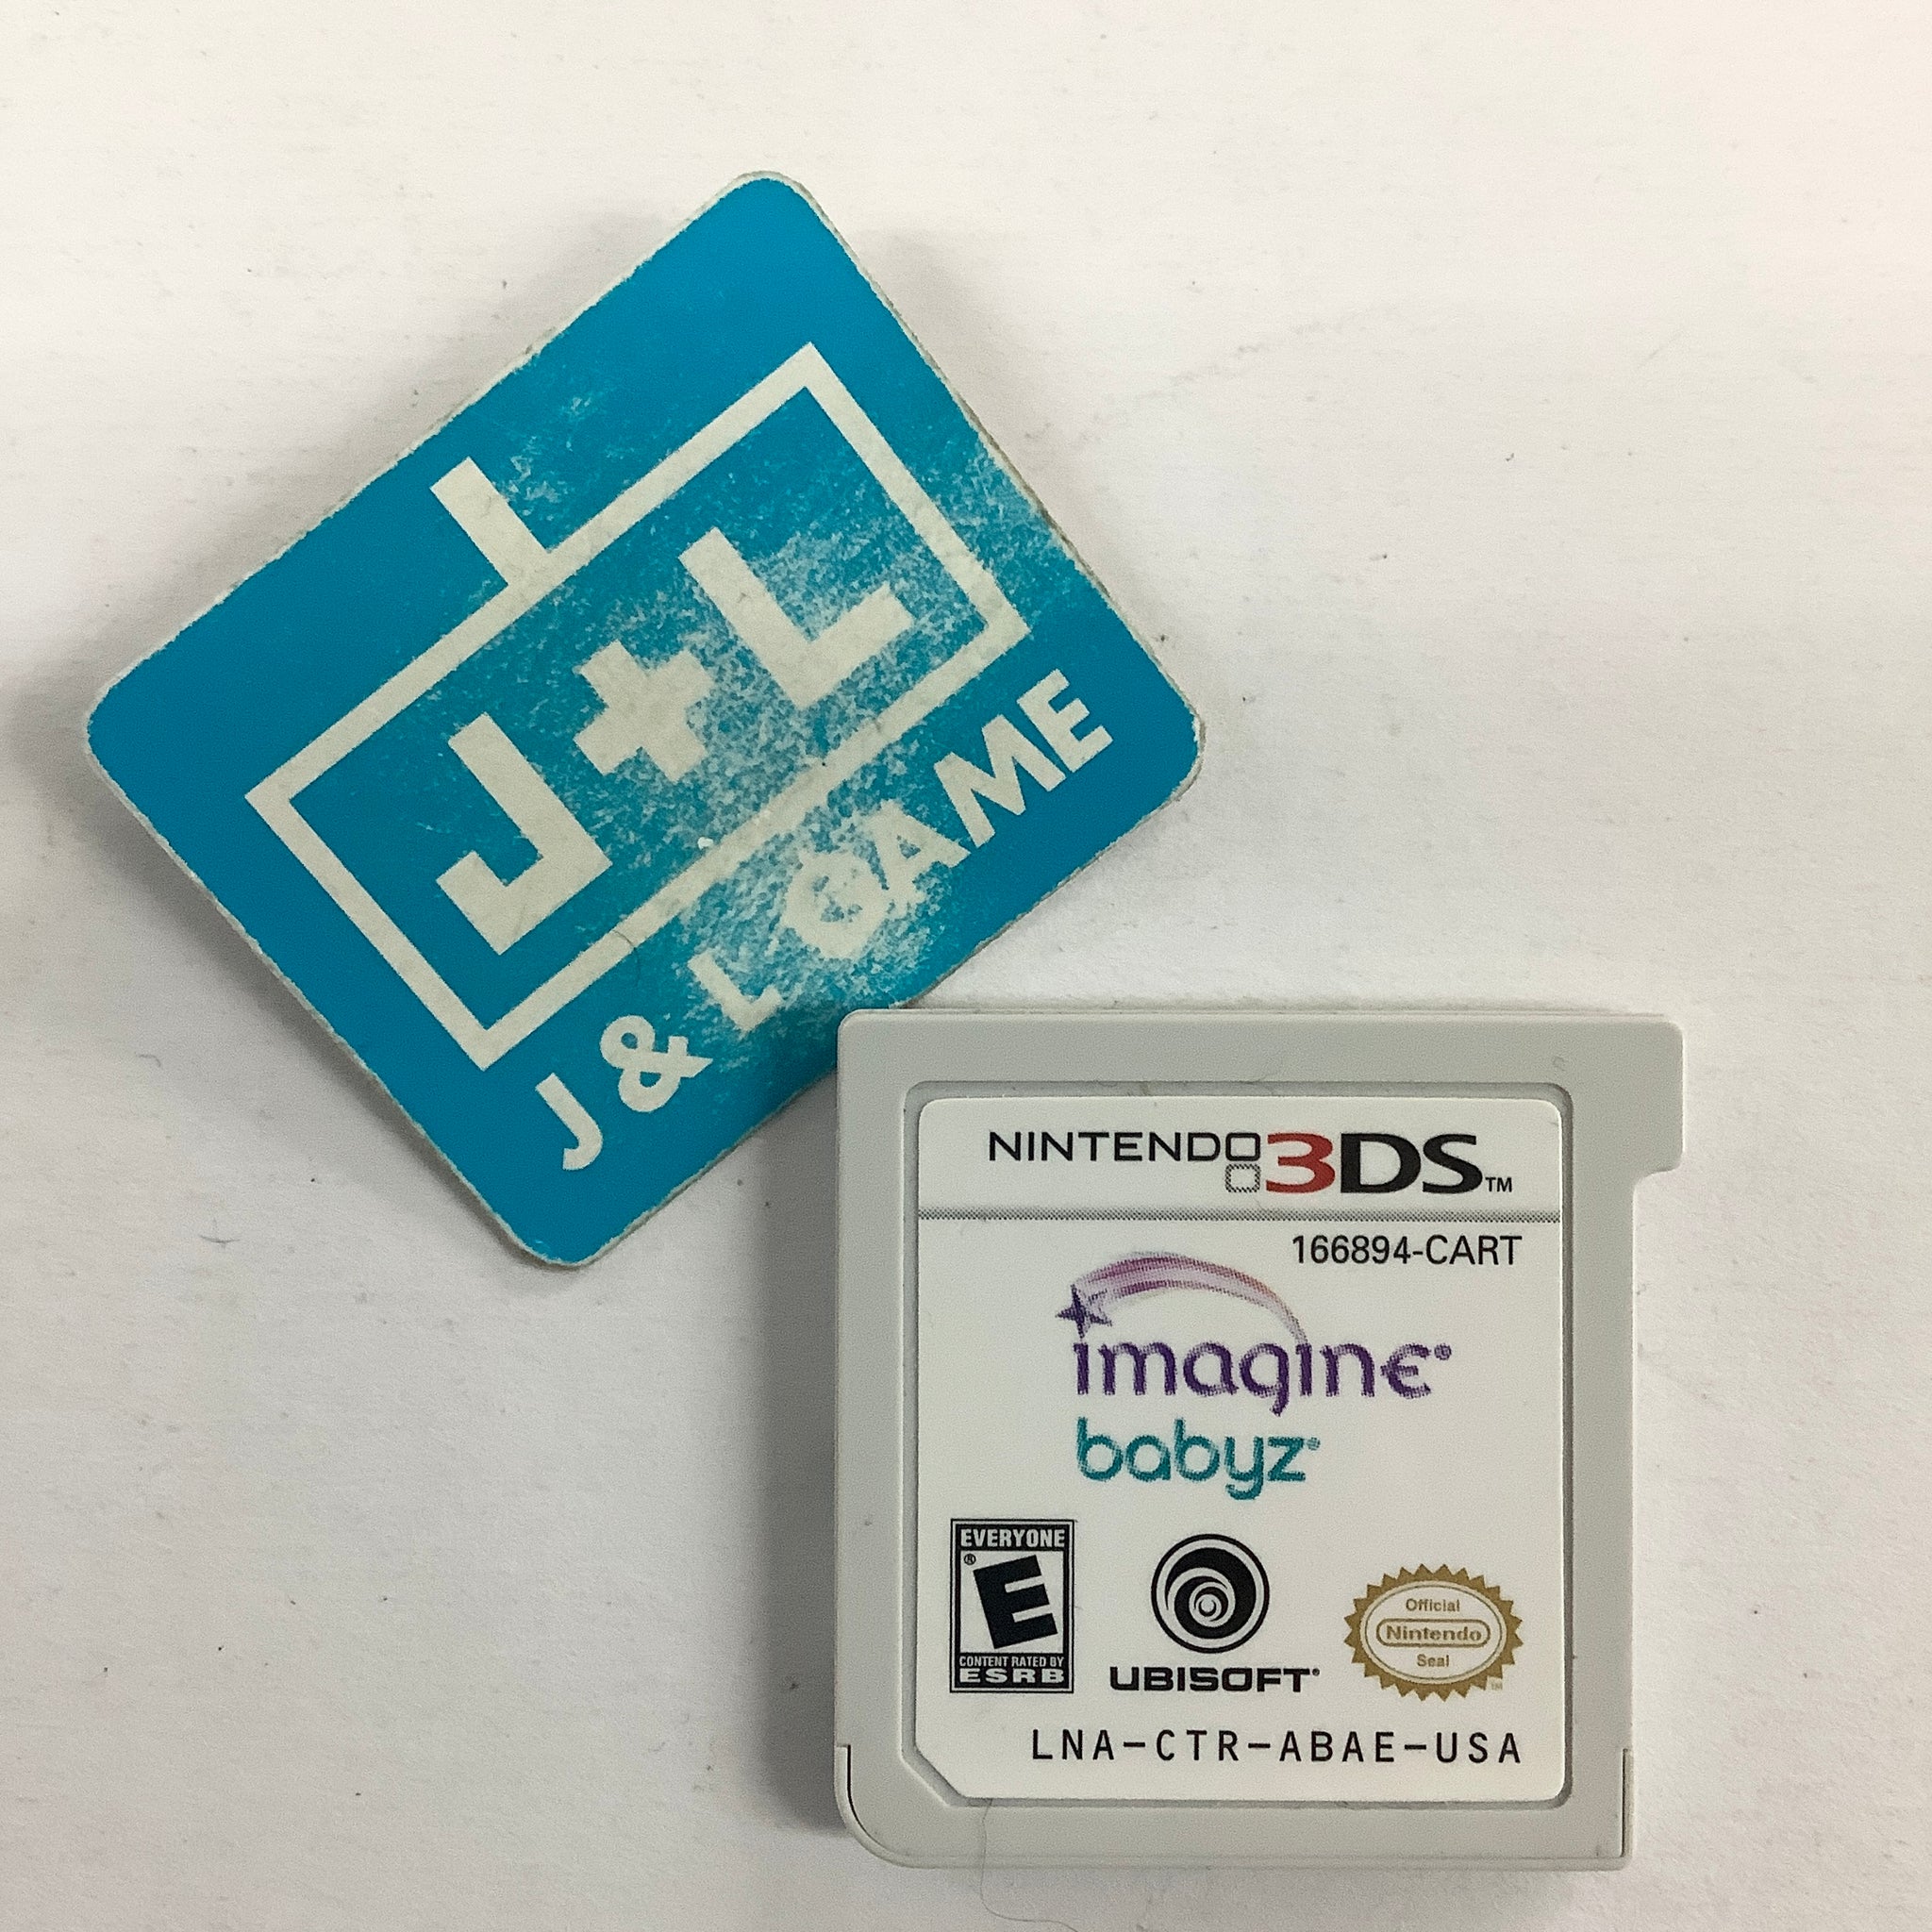 J+L
J & L GAME
NINTENDO 3DS™
166894-CART
imagine®
babyz®
EVERYONE
E®
CONTENT RATED BY
ESRB
UBISOFT®
Official
Nintendo
Seal
™
LNA-CTR-ABAE-USA